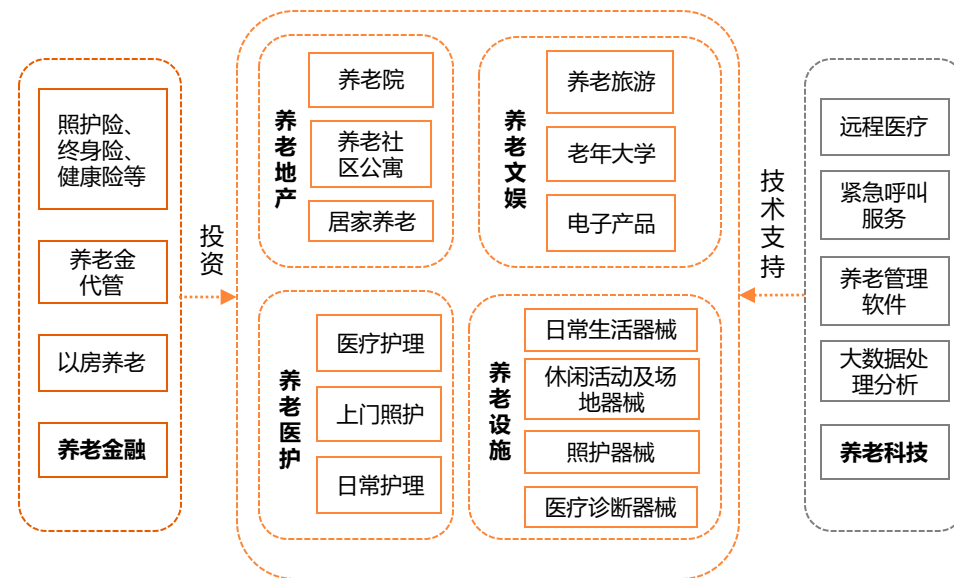 照护险、
终身险、
健康险等
养老金
代管
以房养老
养老金融
投资
养老地产
养老院
养老社
区公寓
居家养老
养老文娱
养老旅游
老年大学
电子产品
养老医护
医疗护理
上门照护
日常护理
养老设施
日常生活器械
休闲活动及场
地器械
照护器械
医疗诊断器械
技术支持
远程医疗
紧急呼叫
服务
养老管理
软件
大数据处
理分析
养老科技